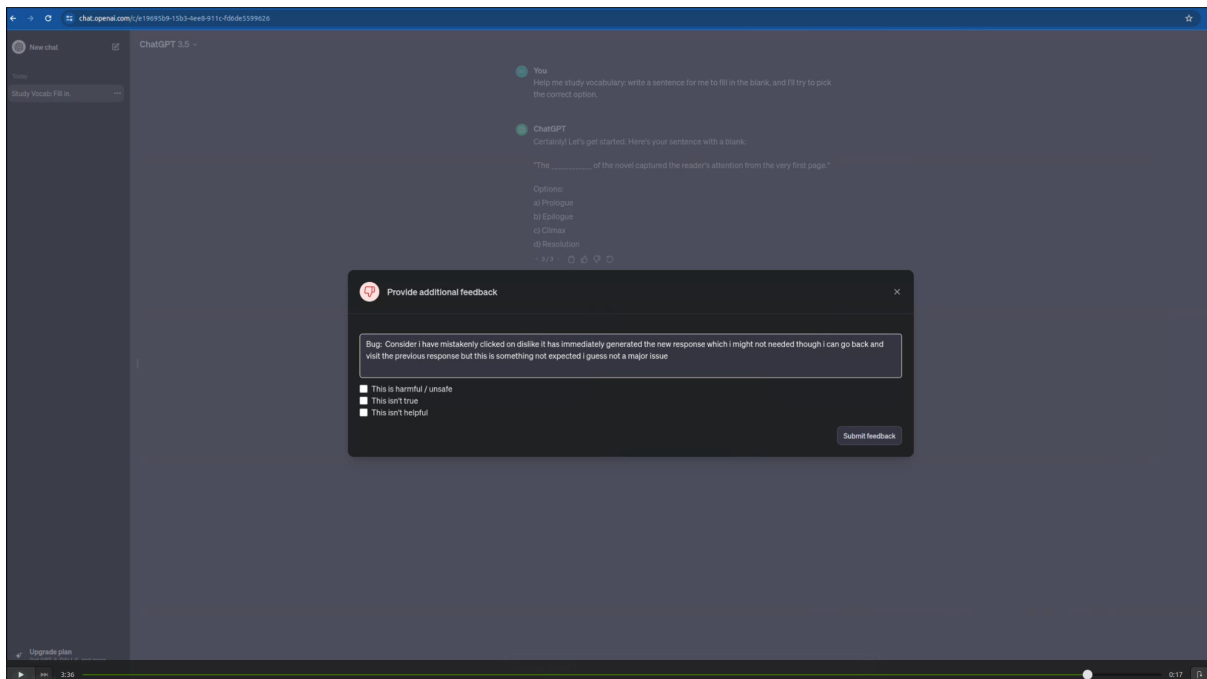 chat.openai.com/c/e19695b9-15b3-4ee8-911c-fd6de5599626
New chat
ChatGPT 3.5
Today
Study Vocab: Fill in.
You
Help me study vocabulary: write a sentence for me to fill in the blank, and I'll try to pick
the correct option.
ChatGPT
Certainly! Let's get started. Here's your sentence with a blank:
"The __________ of the novel captured the reader's attention from the very first page."
Options:
a) Prologue
b) Epilogue
c) Climax
d) Resolution
Provide additional feedback
Bug: Consider i have mistakenly clicked on dislike it has immediately generated the new response which i might not needed though i can go back and
visit the previous response but this is something not expected i guess not a major issue
This is harmful / unsafe
This isn't true
This isn't helpful
Submit feedback
Upgrade plan
3:36
0:17